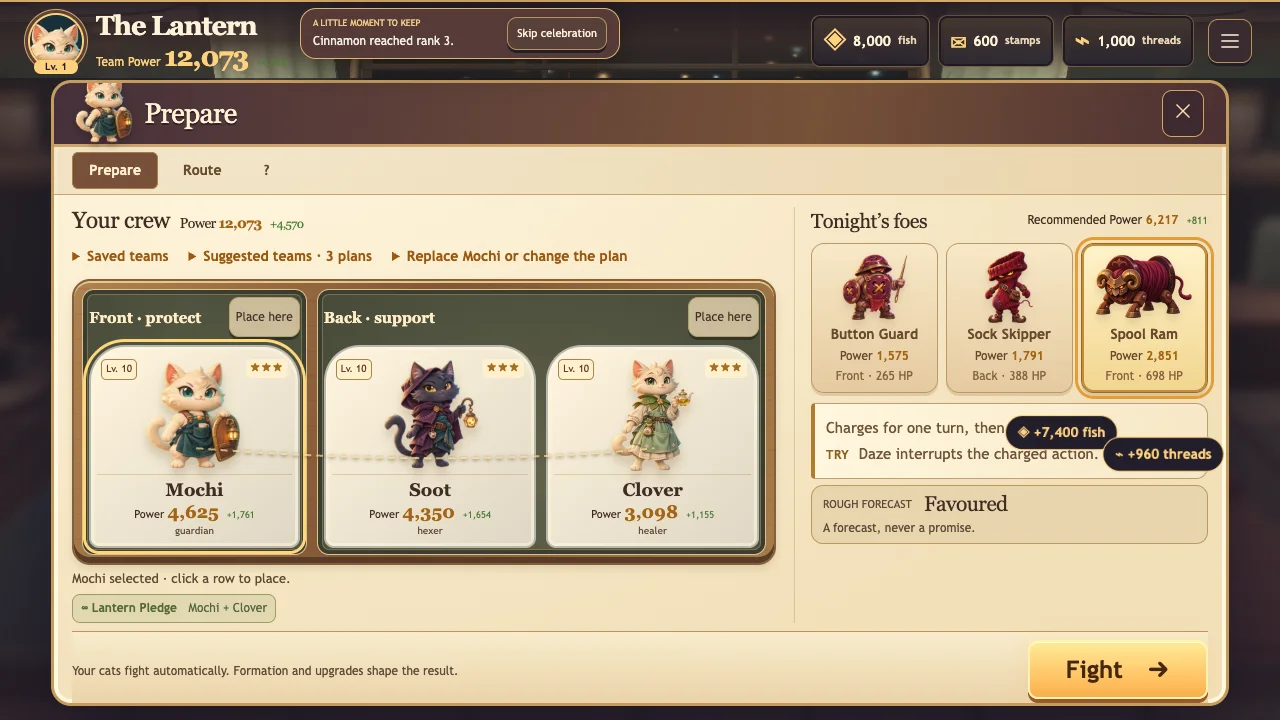 The Lantern
Team Power 12,073
Lv. 1
A LITTLE MOMENT TO KEEP
Cinnamon reached rank 3.
Skip celebration
8,000 fish
600 stamps
1,000 threads
Prepare
Prepare
Route
?
Your crew Power 12,073 +4,570
Saved teams
Suggested teams · 3 plans
Replace Mochi or change the plan
Front · protect
Place here
Back · support
Place here
Lv. 10
Mochi
Power 4,625 +1,761
guardian
Lv. 10
Soot
Power 4,350 +1,654
hexer
Lv. 10
Clover
Power 3,098 +1,155
healer
Mochi selected · click a row to place.
∞ Lantern Pledge Mochi + Clover
Tonight's foes
Recommended Power 6,217 +811
Button Guard
Power 1,575
Front · 265 HP
Sock Skipper
Power 1,791
Back · 388 HP
Spool Ram
Power 2,851
Front · 698 HP
Charges for one turn, then
+7,400 fish
TRY Daze interrupts the charged action.
+960 threads
ROUGH FORECAST Favoured
A forecast, never a promise.
Your cats fight automatically. Formation and upgrades shape the result.
Fight →